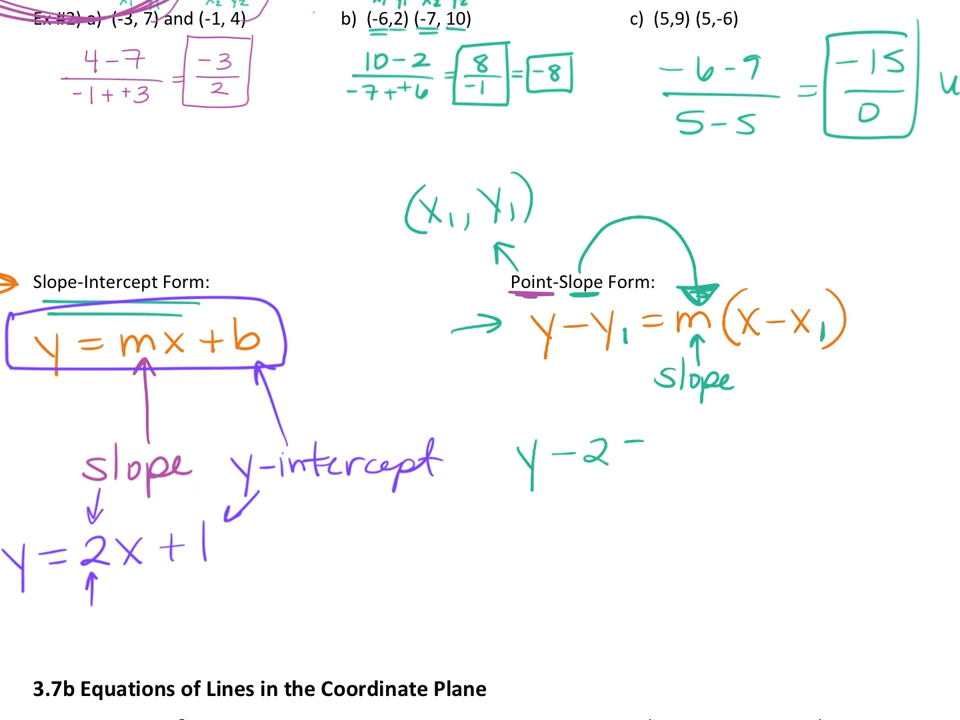 Ex #2) a) (-3, 7) and (-1, 4)
4 - 7 / -1 + +3 = -3 / 2
b) (-6,2) (-7, 10)
10 - 2 / -7 + +6 = 8 / -1 = -8
c) (5,9) (5,-6)
-6 - 9 / 5 - 5 = -15 / 0
(x₁, y₁)
Slope-Intercept Form:
y = mx + b
slope
y-intercept
y = 2x + 1
Point-Slope Form:
y - y₁ = m(x - x₁)
slope
y - 2 -
3.7b Equations of Lines in the Coordinate Plane